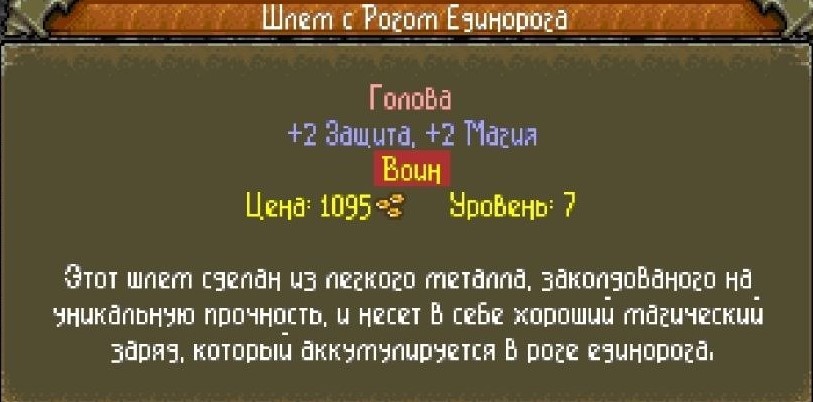 Шлем с Рогом Единорога
Голова
+2 Защита, +2 Магия
Воин
Цена: 1095 Уровень: 7
Этот шлем сделан из легкого металла, заколдованого на
уникальную прочность, и несет в себе хороший магический
заряд, который аккумулируется в роге единорога.